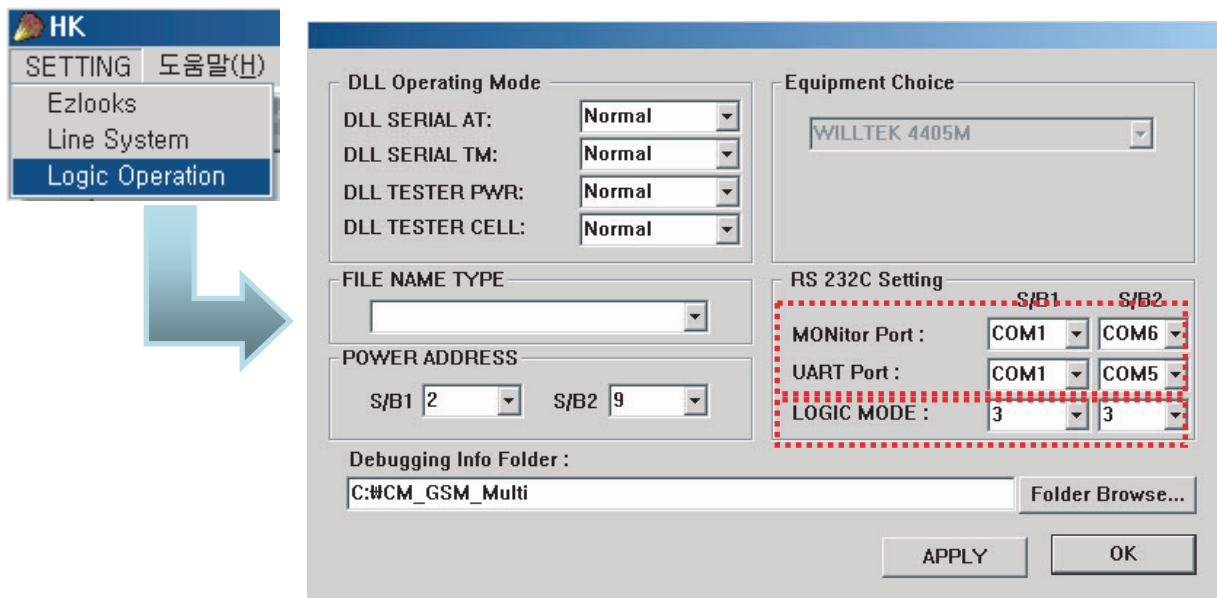 HK
SETTING 도움말(H)
Ezlooks
Line System
Logic Operation
DLL Operating Mode
DLL SERIAL AT: Normal
DLL SERIAL TM: Normal
DLL TESTER PWR: Normal
DLL TESTER CELL: Normal
Equipment Choice
WILLTEK 4405M
FILE NAME TYPE
POWER ADDRESS
S/B1 2 S/B2 9
RS 232C Setting
S/B1 S/B2
MONitor Port : COM1 COM6
UART Port : COM1 COM5
LOGIC MODE : 3 3
Debugging Info Folder :
C:₩CM_GSM_Multi Folder Browse...
APPLY OK